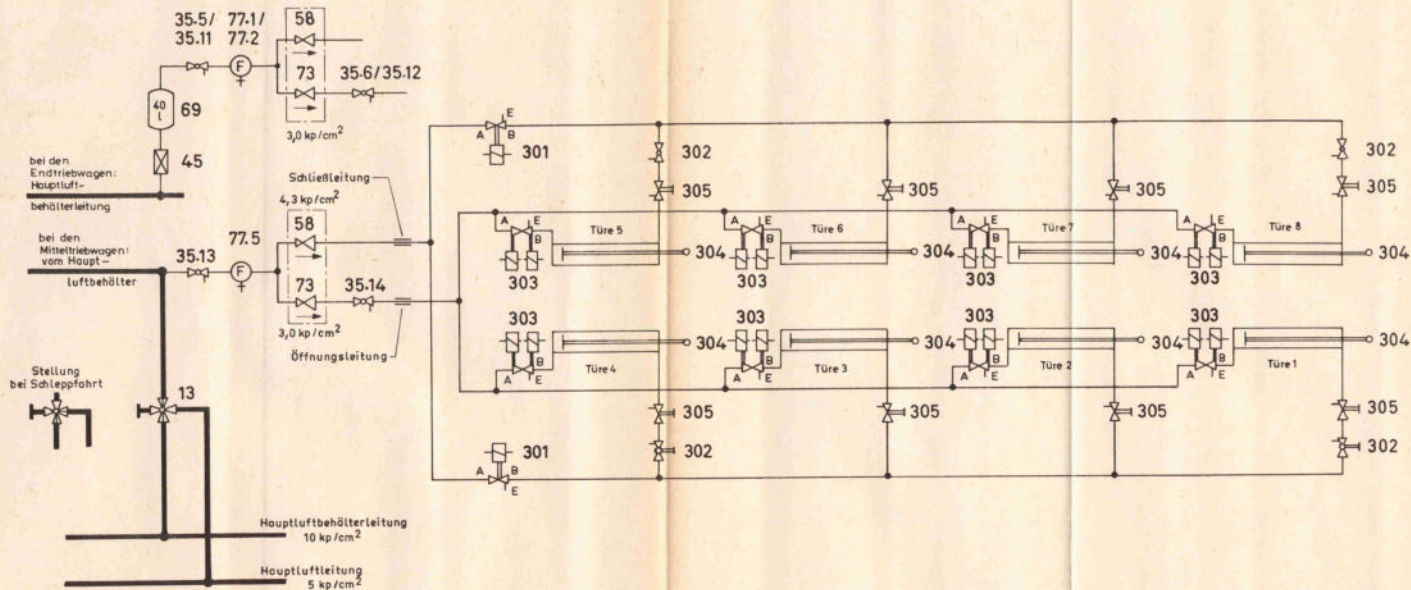 35.5/ 77.1/ 58
35.11 77.2
F
73 35.6/35.12
40
L
69
3,0 kp/cm²
45
bei den
Endtriebwagen:
Hauptluft-
behälterleitung
Schließleitung
4,3 kp/cm²
58
bei den
Mitteltriebwagen:
vom Haupt-
luftbehälter
35.13
77.5
F
73
35.14
3,0 kp/cm²
Öffnungsleitung
Stellung
bei Schleppfahrt
13
Hauptluftbehälterleitung
10 kp/cm²
Hauptluftleitung
5 kp/cm²
E
A B
301
302
302
305
305
305
305
A E
B
Türe 5
304
303
A E
B
Türe 6
304
303
A E
B
Türe 7
304
303
A E
B
Türe 8
304
303
303
B
A E
Türe 4
304
303
B
A E
Türe 3
304
303
B
A E
Türe 2
304
303
B
A E
Türe 1
304
305
305
305
305
302
302
301
A B
E